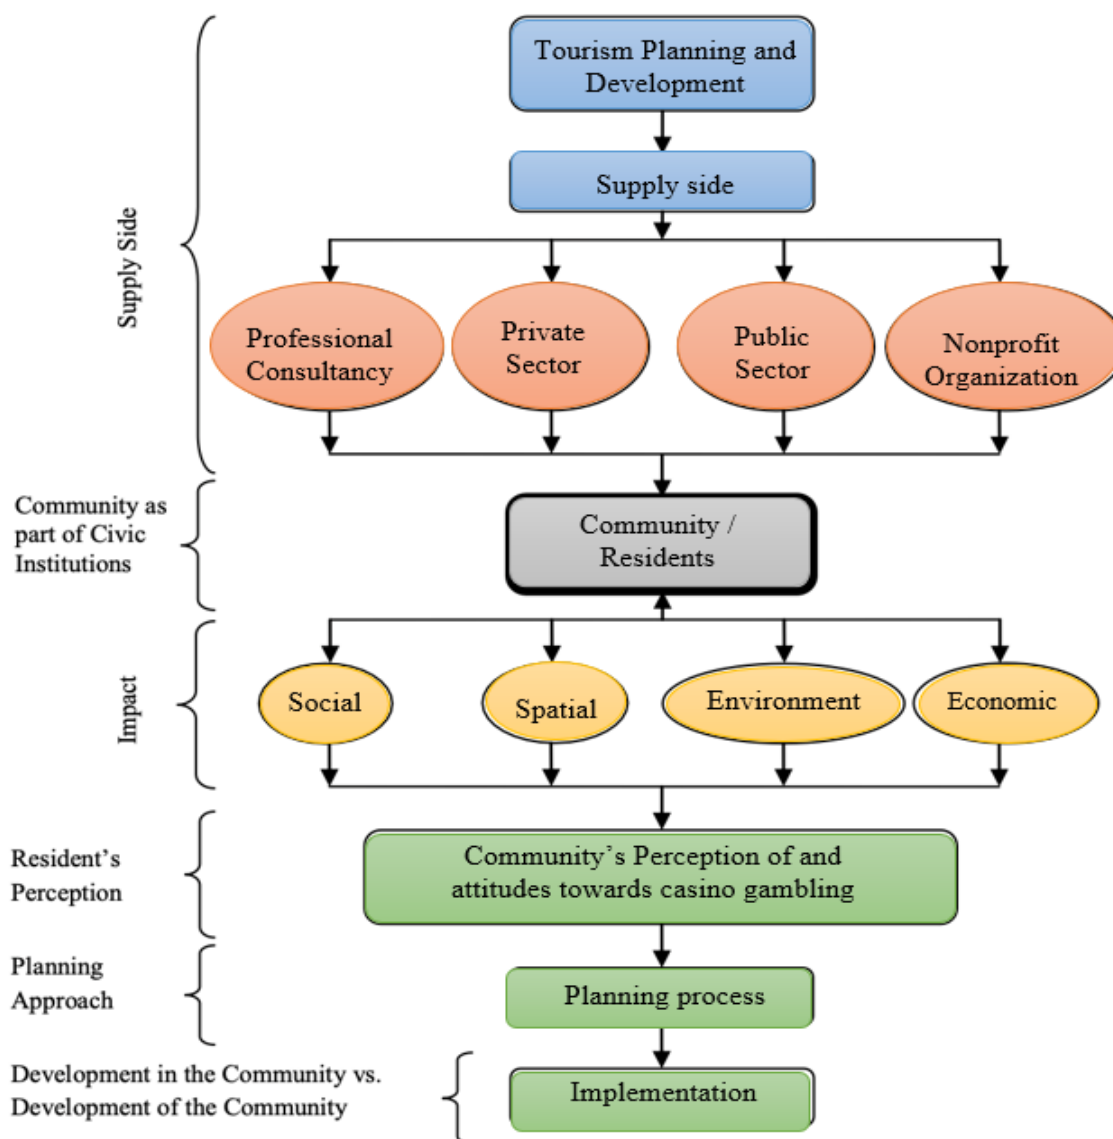 Tourism Planning and
Development
Supply side
Supply Side
Professional
Consultancy
Private
Sector
Public
Sector
Nonprofit
Organization
Community as
part of Civic
Institutions
Community /
Residents
Impact
Social
Spatial
Environment
Economic
Resident’s
Perception
Community’s Perception of and
attitudes towards casino gambling
Planning
Approach
Planning process
Development in the Community vs.
Development of the Community
Implementation